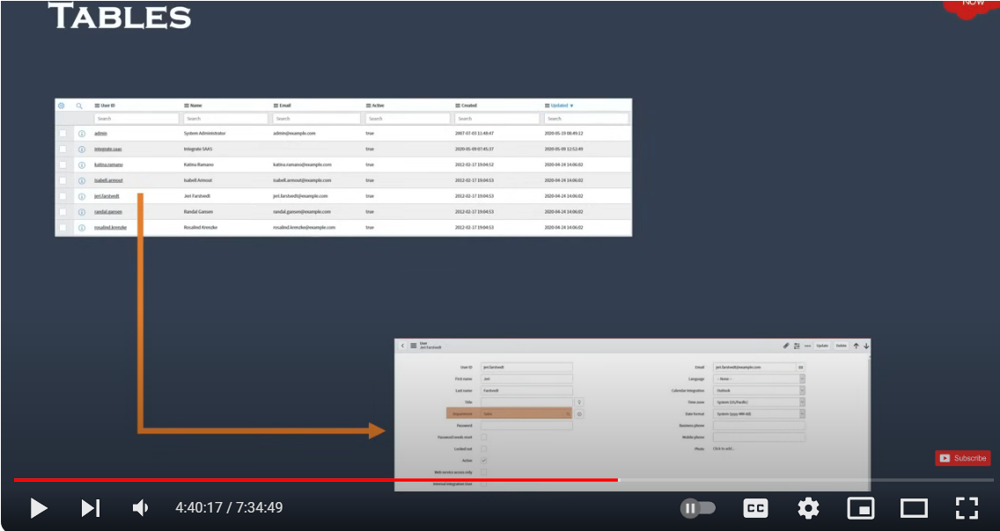 TABLES
NOW
User ID Name Email Active Created Updated
Search Search Search Search Search Search
admin System Administrator admin@example.com true 2007-07-03 11:48:47 2020-05-19 08:49:12
integrate.saas Integrate SAAS true 2020-05-09 07:45:37 2020-05-09 12:52:49
katina.ramano Katina Ramano katina.ramano@example.com true 2012-02-17 19:04:52 2020-04-24 14:06:02
isabell.armout Isabell Armout isabell.armout@example.com true 2012-02-17 19:04:53 2020-04-24 14:06:02
jeri.farstvedt Jeri Farstvedt jeri.farstvedt@example.com true 2012-02-17 19:04:53 2020-04-24 14:06:02
randal.gansen Randal Gansen randal.gansen@example.com true 2012-02-17 19:04:53 2020-04-24 14:06:02
rosalind.krenzke Rosalind Krenzke rosalind.krenzke@example.com true 2012-02-17 19:04:53 2020-04-24 14:06:02
User
Jeri Farstvedt
Update Delete
User ID jeri.farstvedt Email jeri.farstvedt@example.com
First name Jeri Language -- None --
Last name Farstvedt Calendar integration Outlook
Title Time zone System (US/Pacific)
Department Sales Date format System (yyyy-MM-dd)
Password Business phone
Password needs reset Mobile phone
Locked out Photo Click to add...
Active
Web service access only
Internal Integration User
Subscribe
4:40:17 / 7:34:49
CC